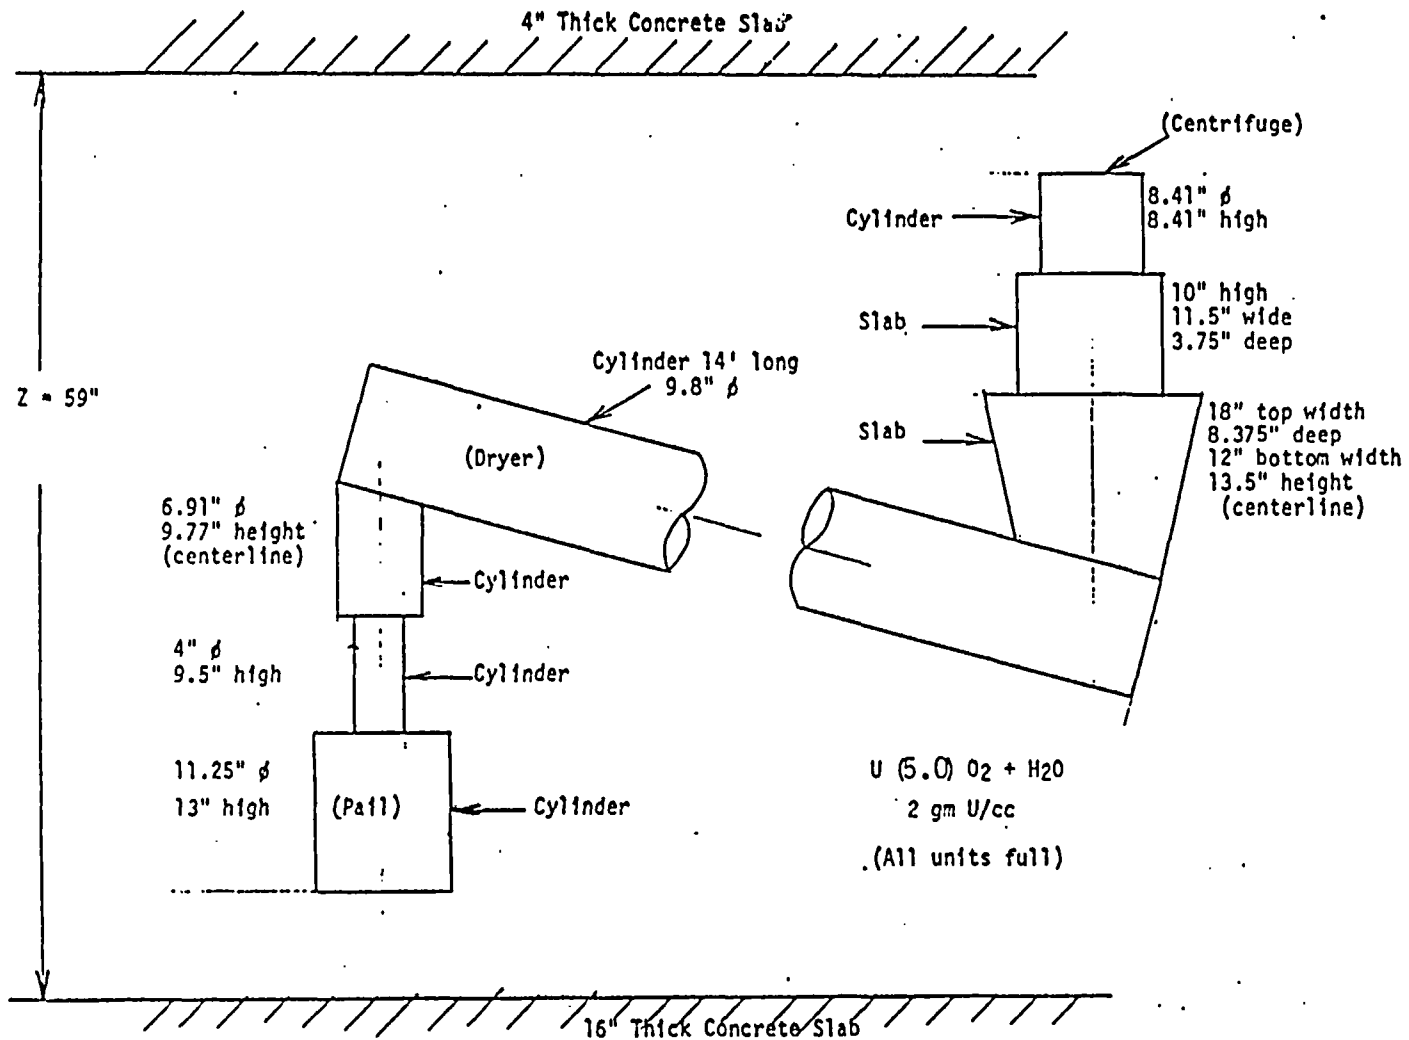 4" Thick Concrete Slab
(Centrifuge)
8.41" ϕ
8.41" high
Cylinder
10" high
11.5" wide
3.75" deep
Slab
Cylinder 14' long
9.8" ϕ
Z = 59"
18" top width
8.375" deep
12" bottom width
13.5" height
(centerline)
Slab
(Dryer)
6.91" ϕ
9.77" height
(centerline)
Cylinder
4" ϕ
9.5" high
Cylinder
11.25" ϕ
13" high
(Pail)
Cylinder
U (5.0) O2 + H2O
2 gm U/cc
(All units full)
16" Thick Concrete Slab